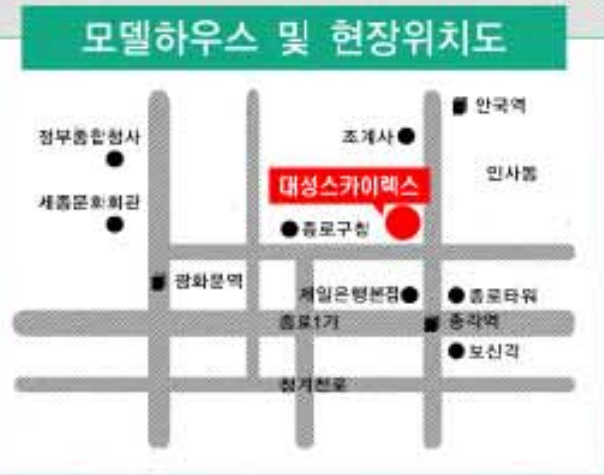 모델하우스 및 현장위치도
안국역
정부종합청사
조계사
인사동
대성스카이렉스
세종문화회관
종로구청
광화문역
제일은행본점
종로타워
종로1가
종각역
보신각
청계천로